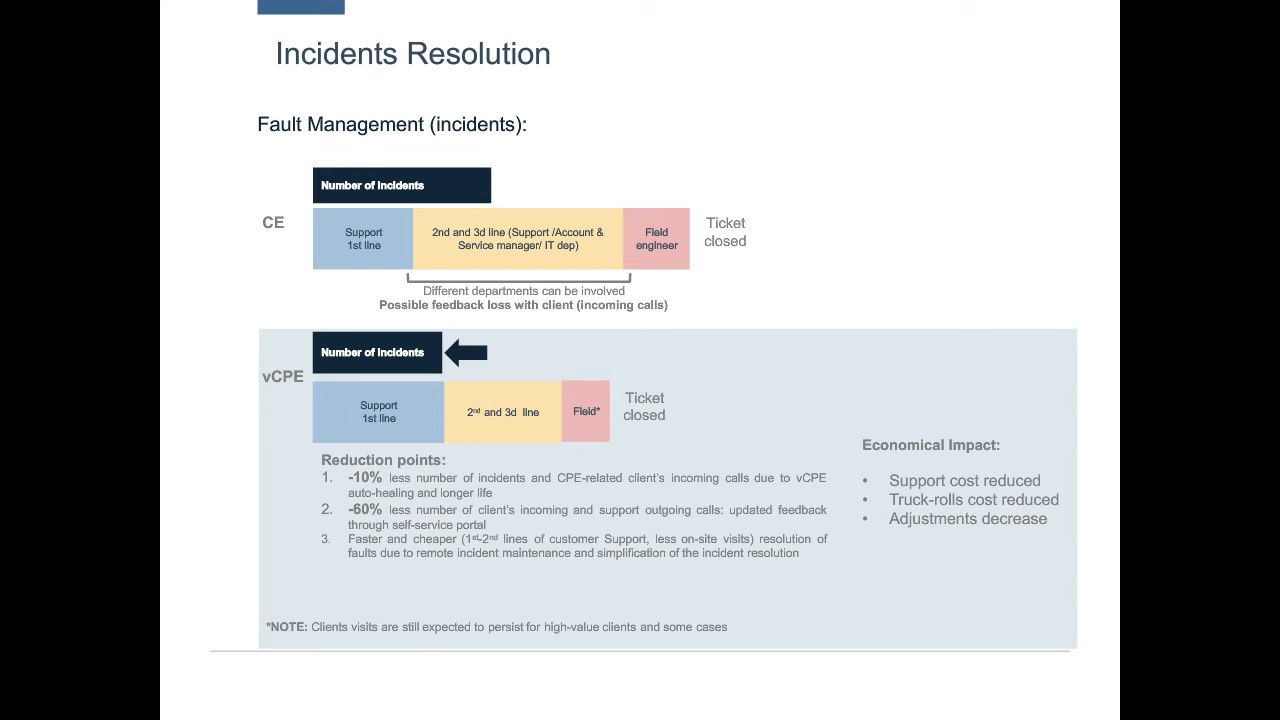 Incidents Resolution
Fault Management (incidents):
Number of incidents
CE
Support
1st line
2nd and 3d line (Support /Account &
Service manager/ IT dep)
Field
engineer
Ticket
closed
Different departments can be involved
Possible feedback loss with client (incoming calls)
Number of incidents
vCPE
Support
1st line
2nd and 3d line
Field*
Ticket
closed
Reduction points:
1. -10% less number of incidents and CPE-related client's incoming calls due to vCPE
auto-healing and longer life
2. -60% less number of client's incoming and support outgoing calls: updated feedback
through self-service portal
3. Faster and cheaper (1st-2nd lines of customer Support, less on-site visits) resolution of
faults due to remote incident maintenance and simplification of the incident resolution
Economical Impact:
• Support cost reduced
• Truck-rolls cost reduced
• Adjustments decrease
*NOTE: Clients visits are still expected to persist for high-value clients and some cases